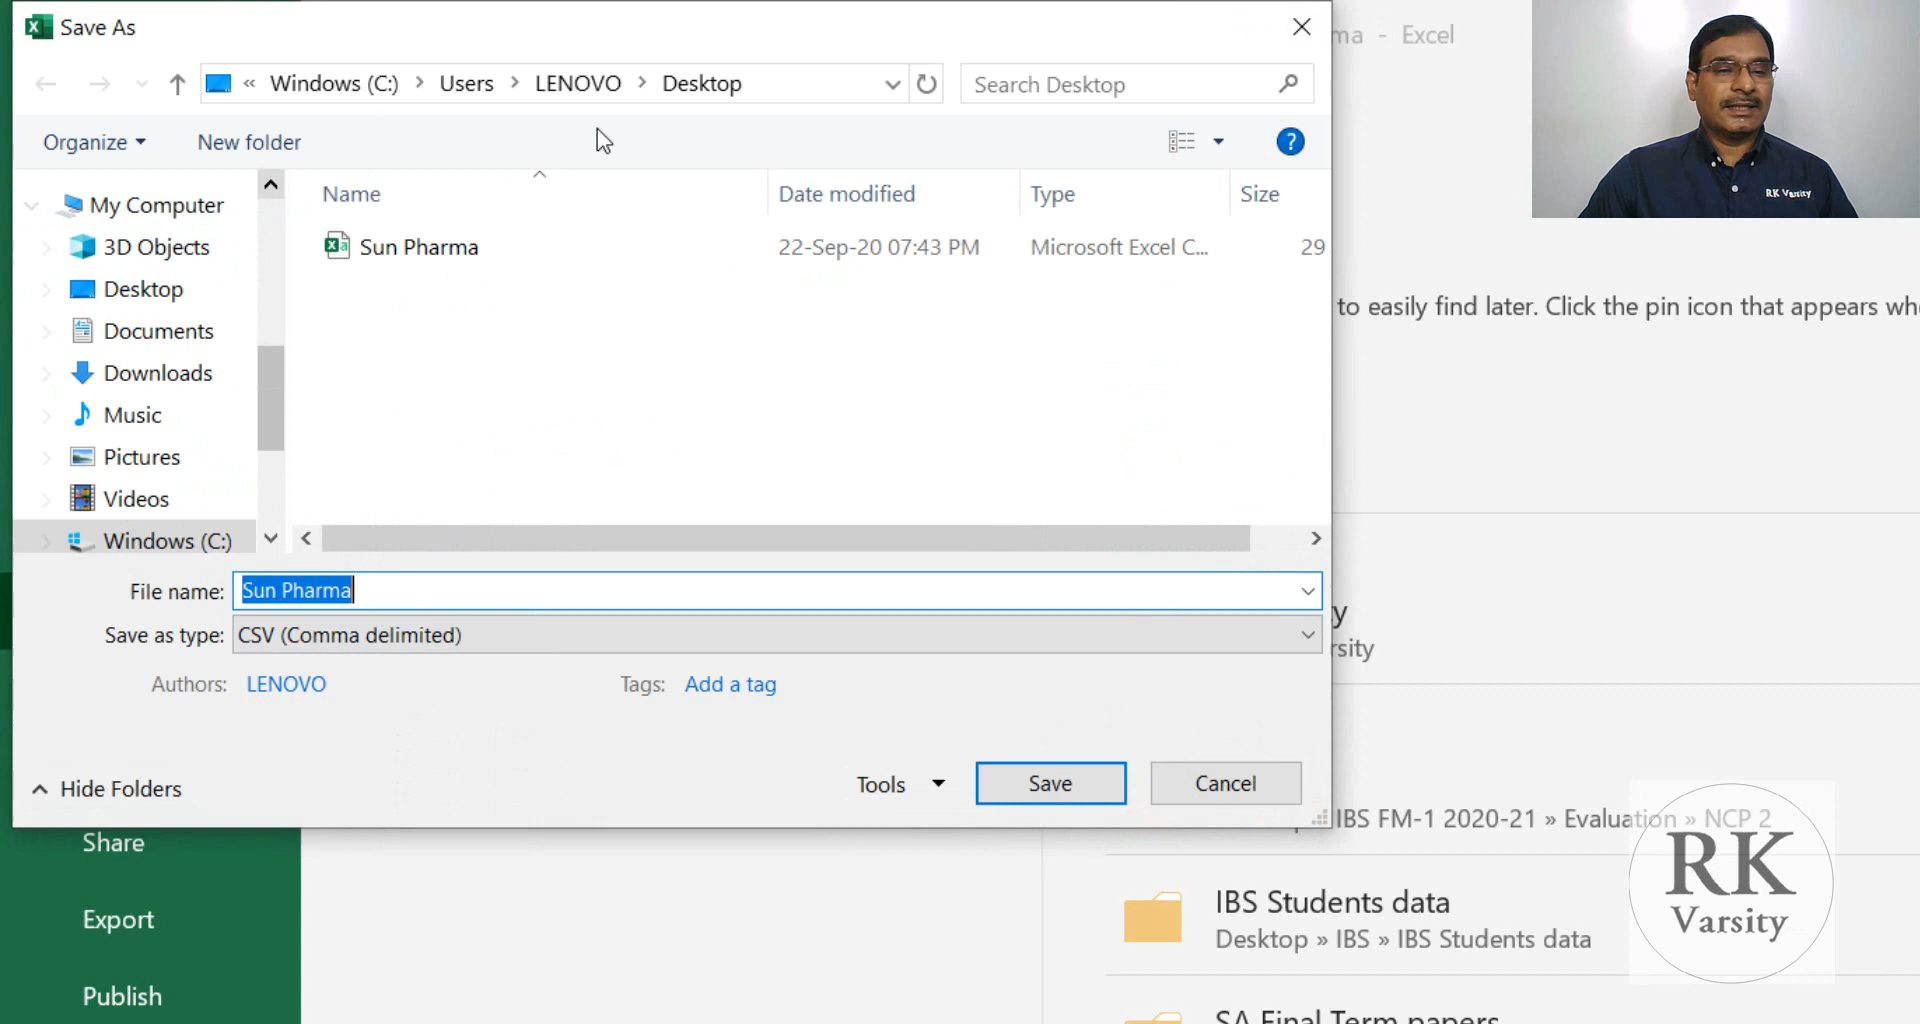 Save As
ma - Excel
« Windows (C:) > Users > LENOVO > Desktop
Search Desktop
Organize
New folder
?
RK Varsity
My Computer
3D Objects
Desktop
Documents
Downloads
Music
Pictures
Videos
Windows (C:)
Name
Date modified
Type
Size
Sun Pharma
22-Sep-20 07:43 PM
Microsoft Excel C...
29
to easily find later. Click the pin icon that appears wh
File name: Sun Pharma
Save as type: CSV (Comma delimited)
Authors: LENOVO
Tags: Add a tag
y
rsity
Hide Folders
Tools
Save
Cancel
Share
Export
Publish
IBS FM-1 2020-21 » Evaluation » NCP 2
IBS Students data
Desktop » IBS » IBS Students data
SA Final Term papers
RK
Varsity